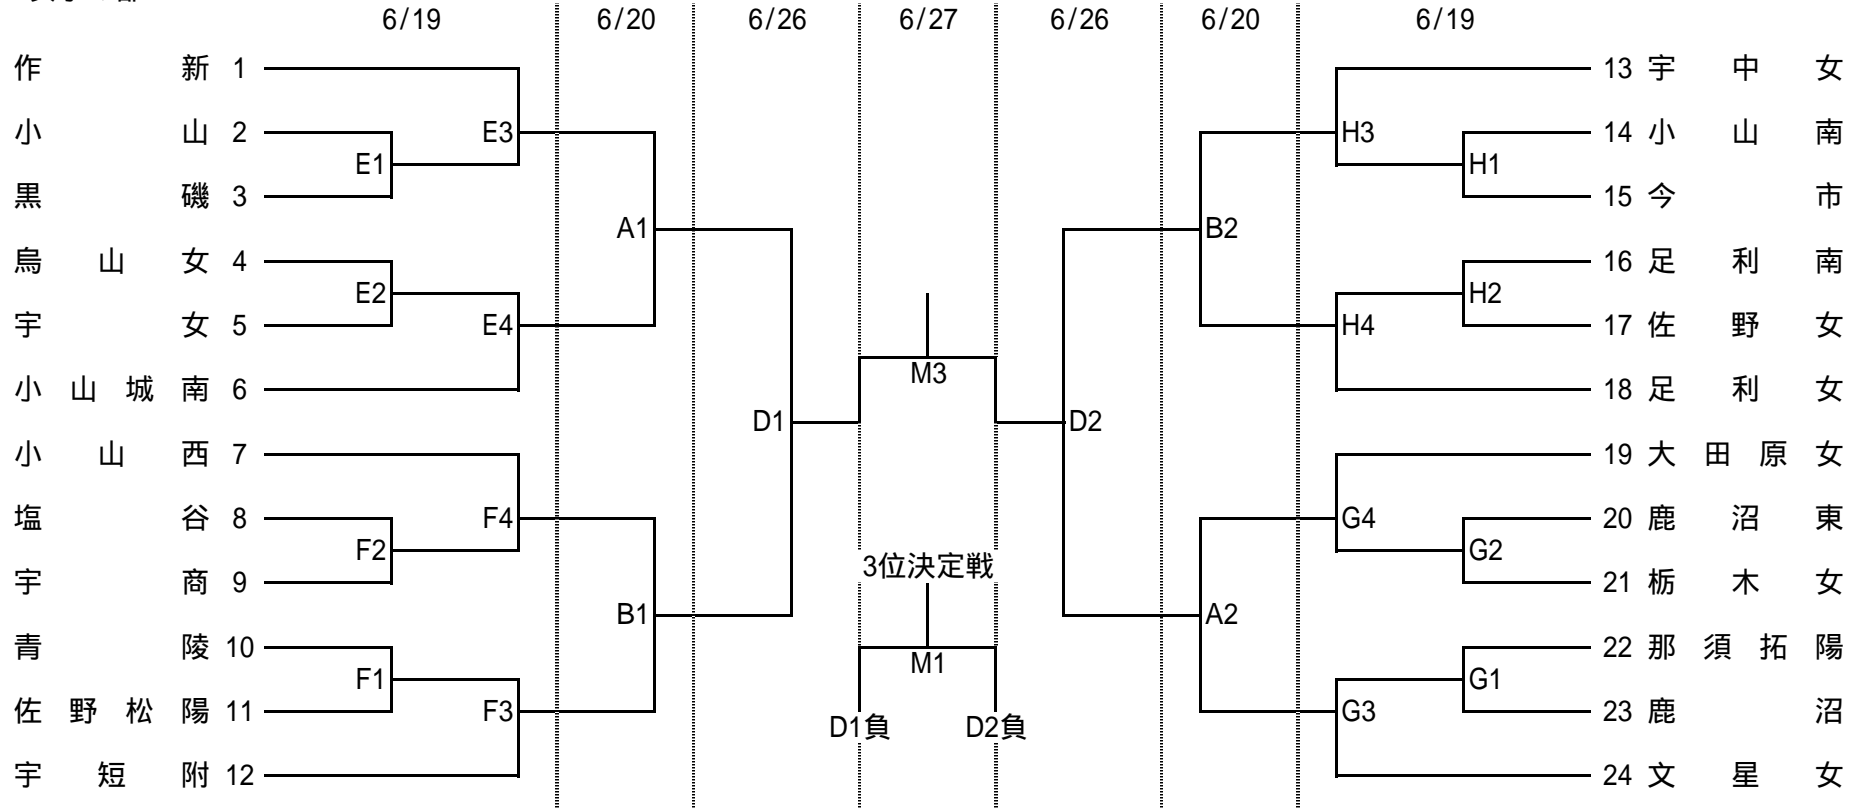 6/19 6/20 6/26 6/27 6/26 6/20 6/19
作新 1
小山 2
黒磯 3
烏山女 4
宇女 5
小山城南 6
小山西 7
塩谷 8
宇商 9
青陵 10
佐野松陽 11
宇短附 12
E1
E2
F2
F1
E3
E4
F4
F3
A1
B1
D1
M3
3位決定戦
M1
D1負 D2負
D2
B2
A2
H3
H4
G4
G3
H1
H2
G2
G1
13 宇中女
14 小山南
15 今市
16 足利南
17 佐野女
18 足利女
19 大田原女
20 鹿沼東
21 栃木女
22 那須拓陽
23 鹿沼
24 文星女